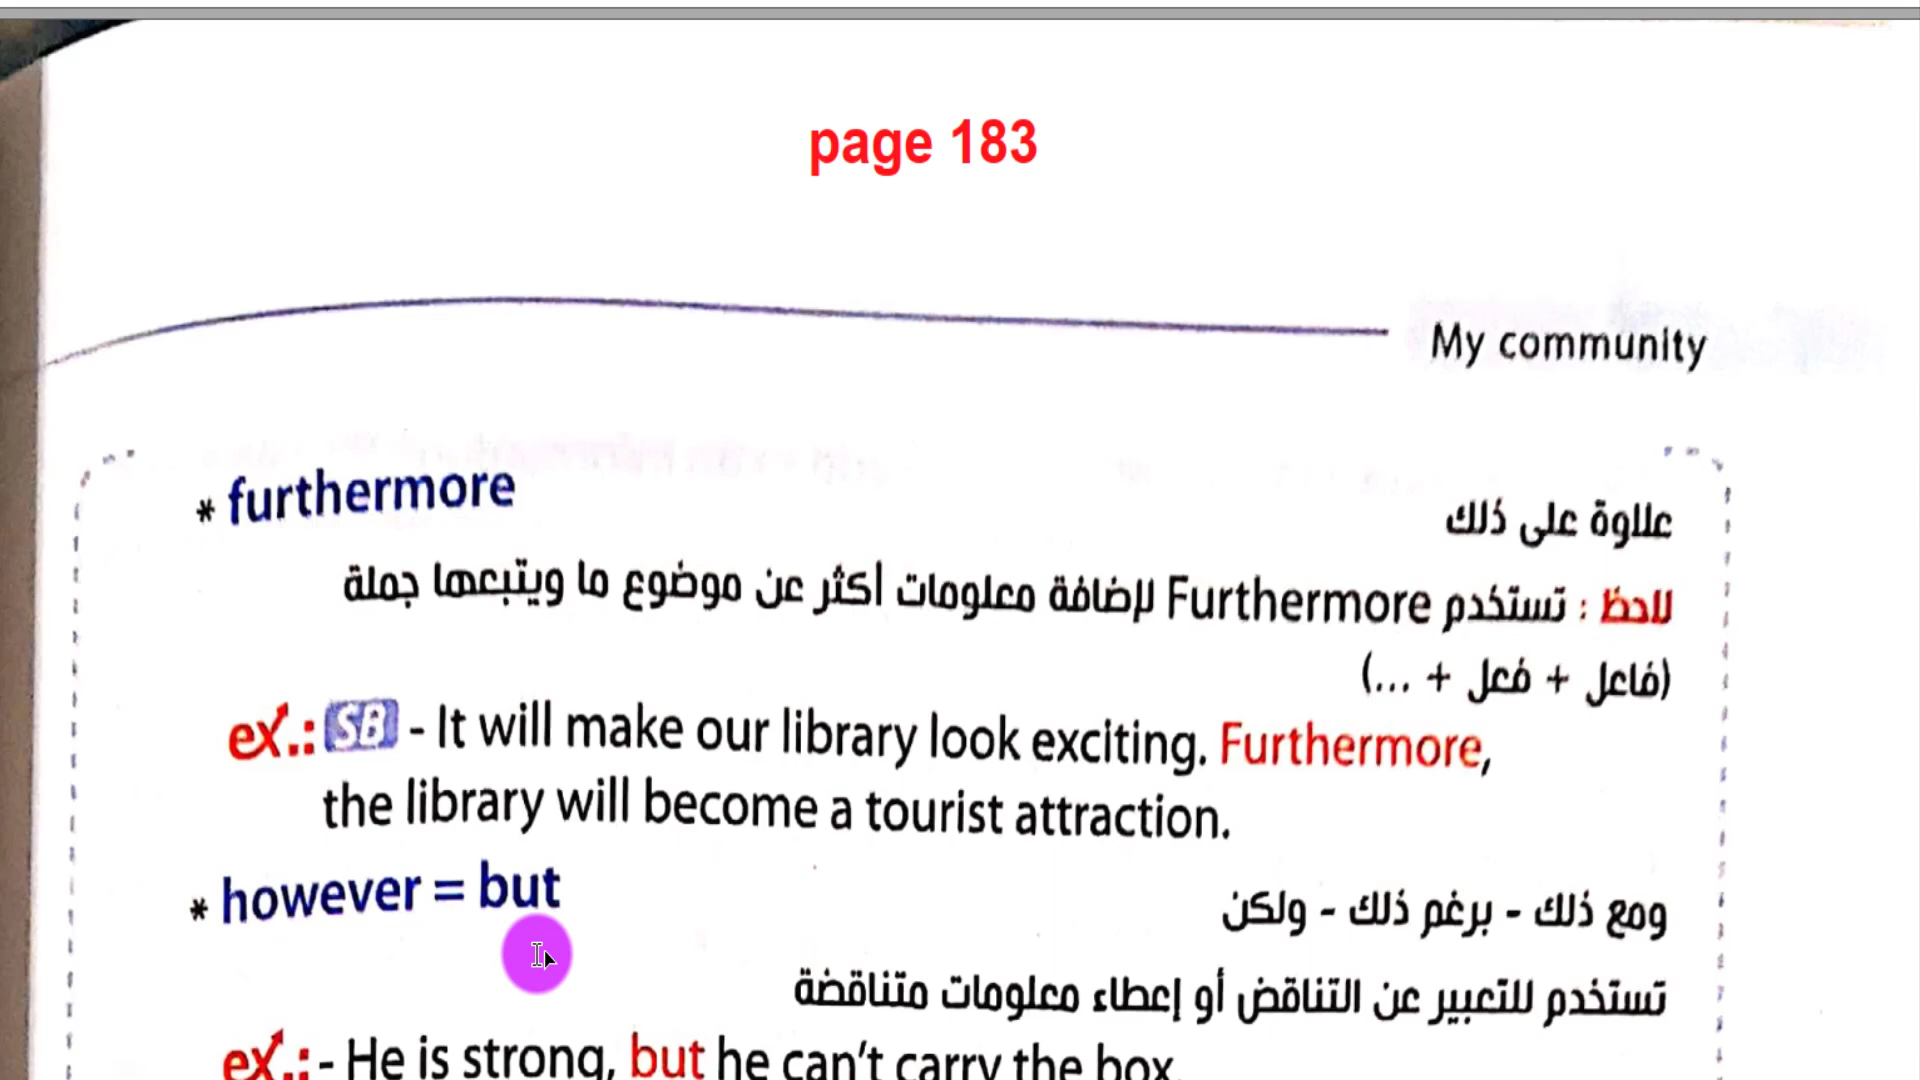 page 183
My community
* furthermore
علاوة على ذلك
لاحظ : تستخدم Furthermore لإضافة معلومات أكثر عن موضوع ما ويتبعها جملة
(فاعل + فعل + ...)
ex.: SB - It will make our library look exciting. Furthermore,
the library will become a tourist attraction.
* however = but
ومع ذلك - برغم ذلك - ولكن
تستخدم للتعبير عن التناقض أو إعطاء معلومات متناقضة
ex.: - He is strong, but he can't carry the box.